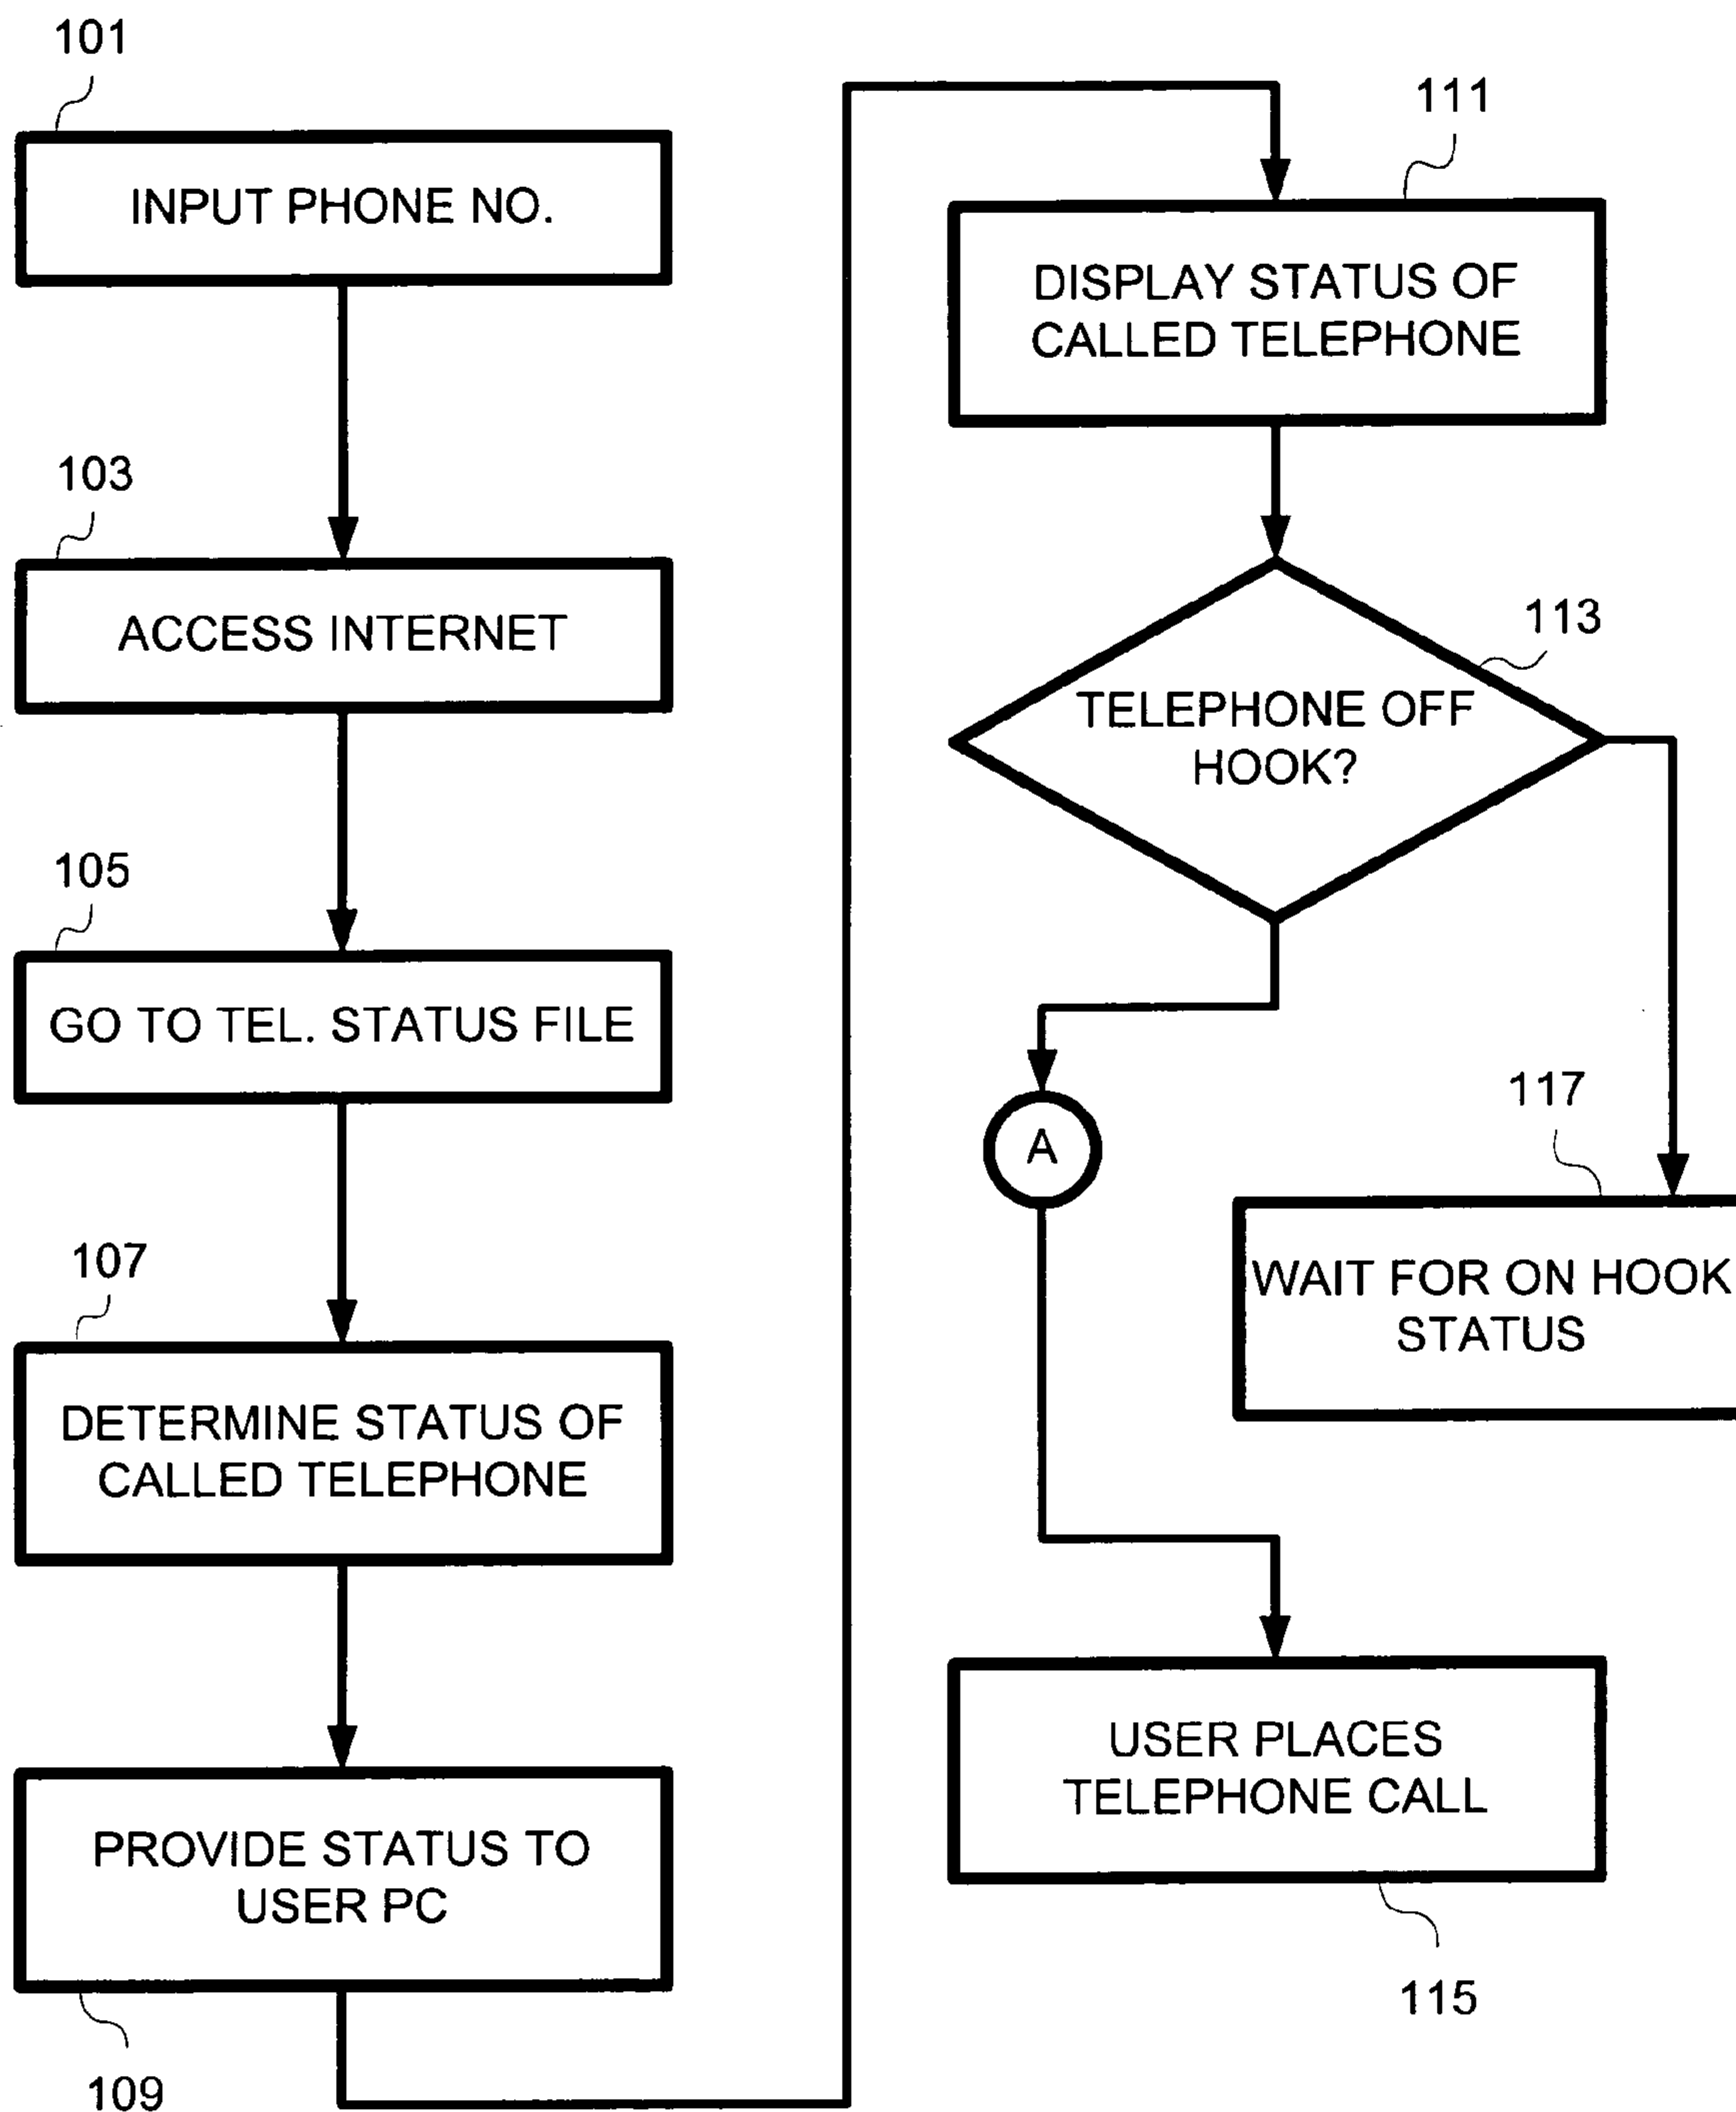 101
INPUT PHONE NO.
103
ACCESS INTERNET
105
GO TO TEL. STATUS FILE
107
DETERMINE STATUS OF
CALLED TELEPHONE
PROVIDE STATUS TO
USER PC
109
111
DISPLAY STATUS OF
CALLED TELEPHONE
113
TELEPHONE OFF
HOOK?
A
117
WAIT FOR ON HOOK
STATUS
USER PLACES
TELEPHONE CALL
115